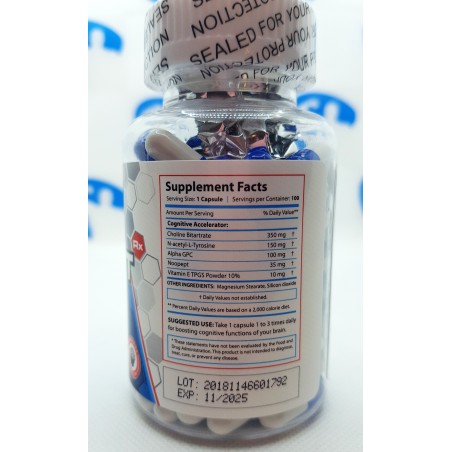 SEALED FOR
SEALED FOR YOUR P
Supplement Facts
Serving Size: 1 Capsule | Servings per Container: 108
Amount Per Serving % Daily Value**
Cognitive Accelerator:
Choline Bitartrate 350 mg †
N-acetyl-L-Tyrosine 150 mg †
Alpha GPC 100 mg †
Noopept 35 mg †
Vitamin E TPGS Powder 10% 10 mg †
OTHER INGREDIENTS: Magnesium Stearate, Silicon dioxide
† Daily Values not established.
** Percent Daily Values are based on a 2,000 calorie diet.
SUGGESTED USE: Take 1 capsule 1 to 3 times daily
for boosting cognitive functions of your brain.
† These statements have not been evaluated by the Food and
Drug Administration. This product is not intended to diagnose,
treat, cure, or prevent any disease.
Rx
LOT: 20181146601792
EXP: 11/2025